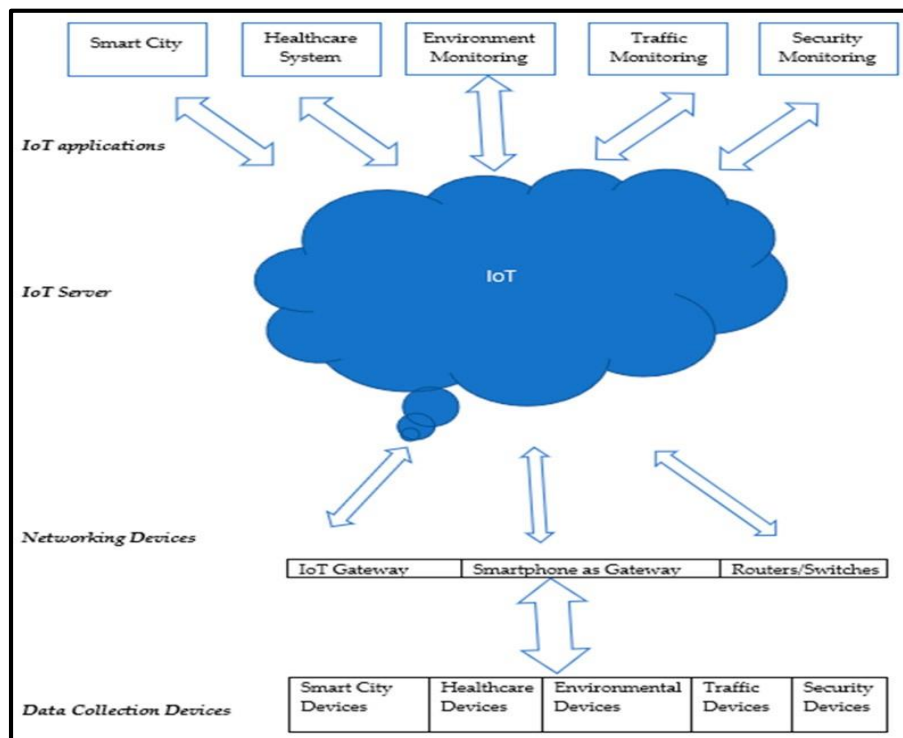 Smart City
Healthcare
System
Environment
Monitoring
Traffic
Monitoring
Security
Monitoring
IoT applications
IoT
IoT Server
Networking Devices
IoT Gateway
Smartphone as Gateway
Routers/Switches
Smart City
Devices
Healthcare
Devices
Environmental
Devices
Traffic
Devices
Security
Devices
Data Collection Devices